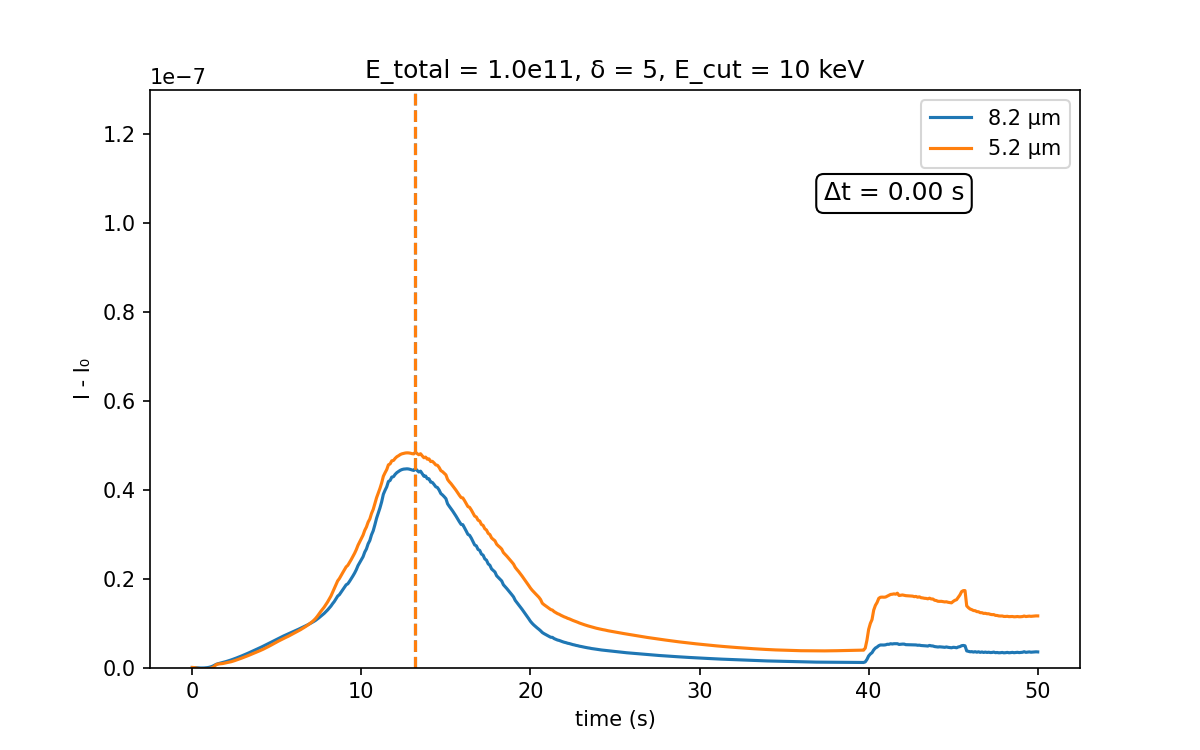 E_total = 1.0e11, δ = 5, E_cut = 10 keV
1e−7
8.2 μm
5.2 μm
Δt = 0.00 s
1.2
1.0
0.8
0.6
0.4
0.2
0.0
I - I₀
0 10 20 30 40 50
time (s)